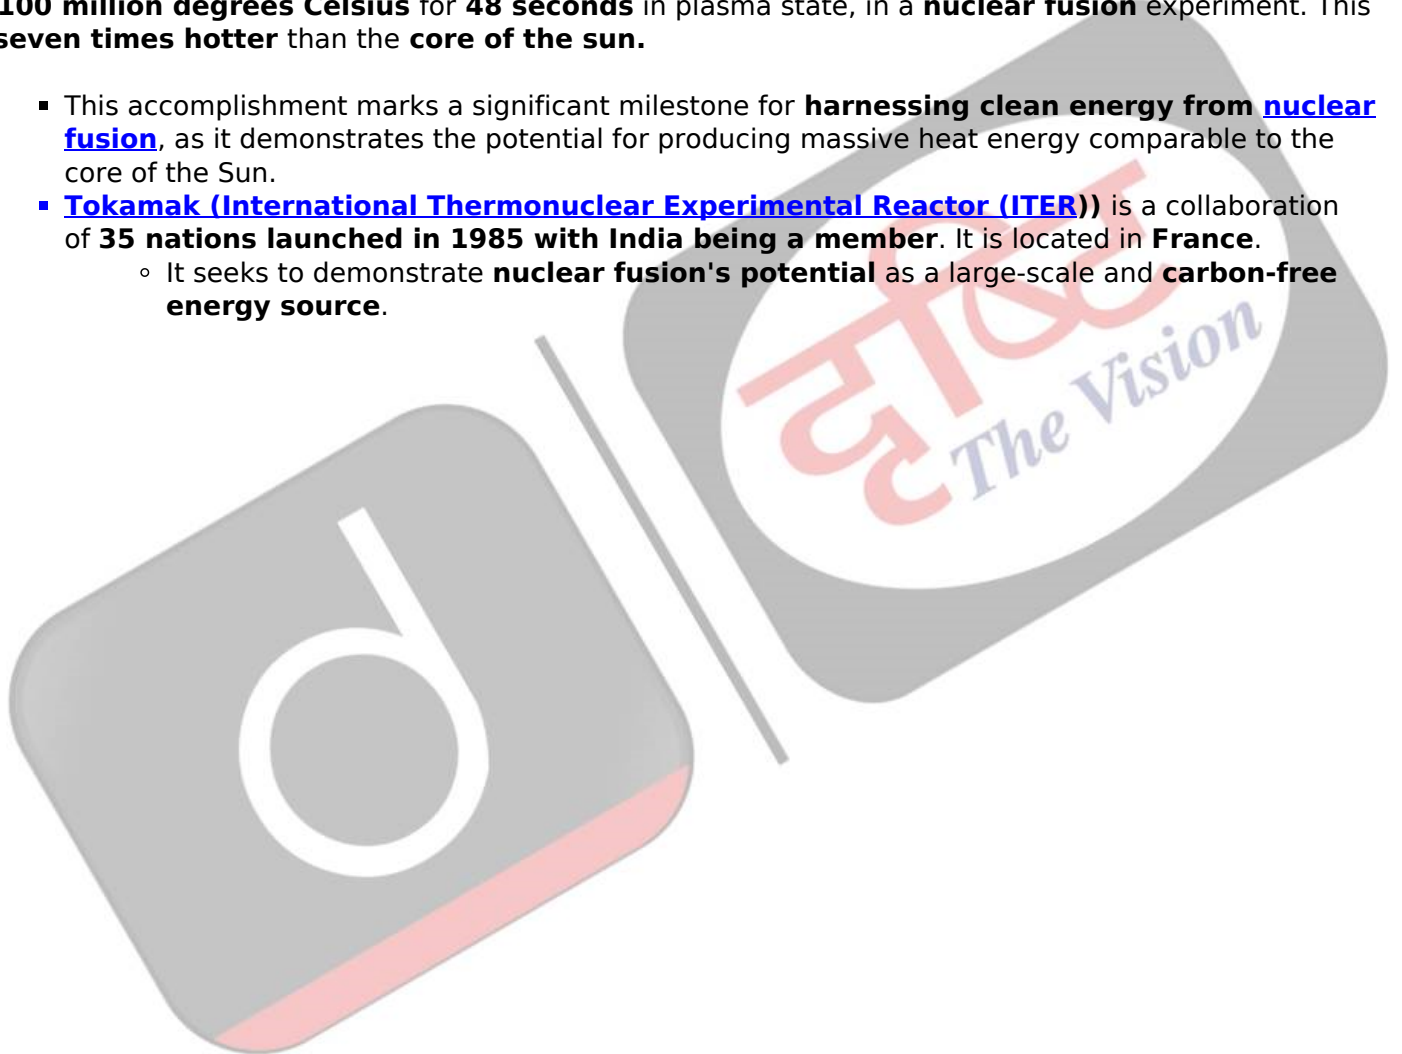 100 million degrees Celsius for 48 seconds in plasma state, in a nuclear fusion experiment. This
seven times hotter than the core of the sun.
▪ This accomplishment marks a significant milestone for harnessing clean energy from nuclear
fusion, as it demonstrates the potential for producing massive heat energy comparable to the
core of the Sun.
▪ Tokamak (International Thermonuclear Experimental Reactor (ITER)) is a collaboration
of 35 nations launched in 1985 with India being a member. It is located in France.
◦ It seeks to demonstrate nuclear fusion's potential as a large-scale and carbon-free
energy source.
दृष्टि
The Vision
d